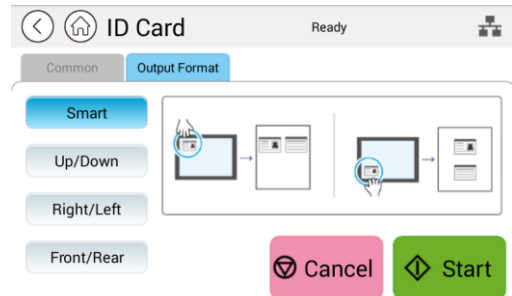 ID Card
Ready
Common
Output Format
Smart
Up/Down
Right/Left
Front/Rear
Cancel
Start